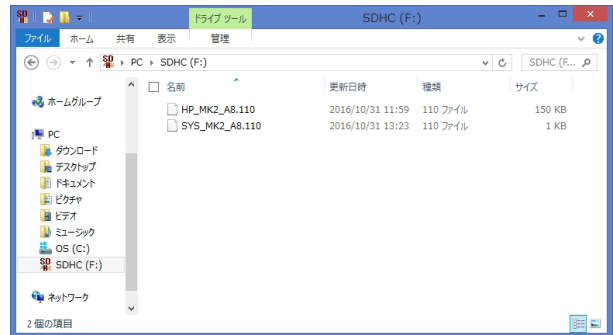 ドライブ ツール
SDHC (F:)
ファイル ホーム 共有 表示 管理
PC SDHC (F:) SDHC (F...
名前 更新日時 種類 サイズ
HP_MK2_A8.110 2016/10/31 11:59 110 ファイル 150 KB
SYS_MK2_A8.110 2016/10/31 13:23 110 ファイル 1 KB
ホームグループ
PC
ダウンロード
デスクトップ
ドキュメント
ピクチャ
ビデオ
ミュージック
OS (C:)
SDHC (F:)
ネットワーク
2 個の項目